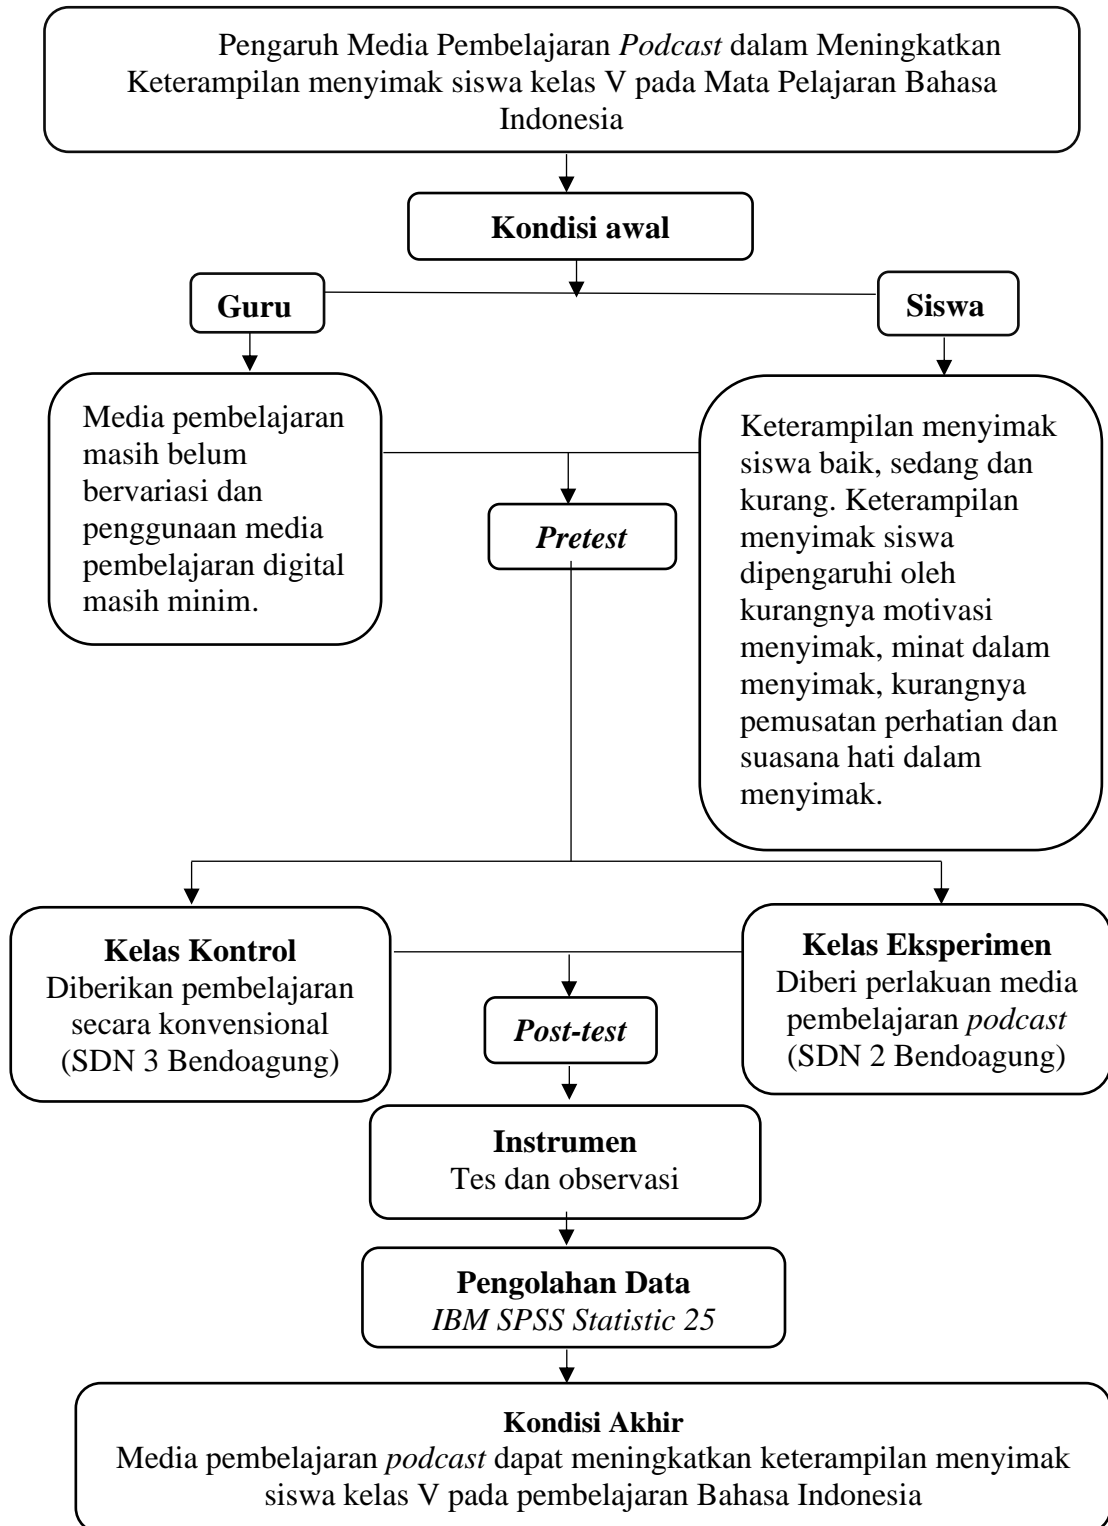 Pengaruh Media Pembelajaran Podcast dalam Meningkatkan
Keterampilan menyimak siswa kelas V pada Mata Pelajaran Bahasa
Indonesia
Kondisi awal
Guru
Siswa
Media pembelajaran
masih belum
bervariasi dan
penggunaan media
pembelajaran digital
masih minim.
Pretest
Keterampilan menyimak
siswa baik, sedang dan
kurang. Keterampilan
menyimak siswa
dipengaruhi oleh
kurangnya motivasi
menyimak, minat dalam
menyimak, kurangnya
pemusatan perhatian dan
suasana hati dalam
menyimak.
Kelas Kontrol
Diberikan pembelajaran
secara konvensional
(SDN 3 Bendoagung)
Post-test
Kelas Eksperimen
Diberi perlakuan media
pembelajaran podcast
(SDN 2 Bendoagung)
Instrumen
Tes dan observasi
Pengolahan Data
IBM SPSS Statistic 25
Kondisi Akhir
Media pembelajaran podcast dapat meningkatkan keterampilan menyimak
siswa kelas V pada pembelajaran Bahasa Indonesia